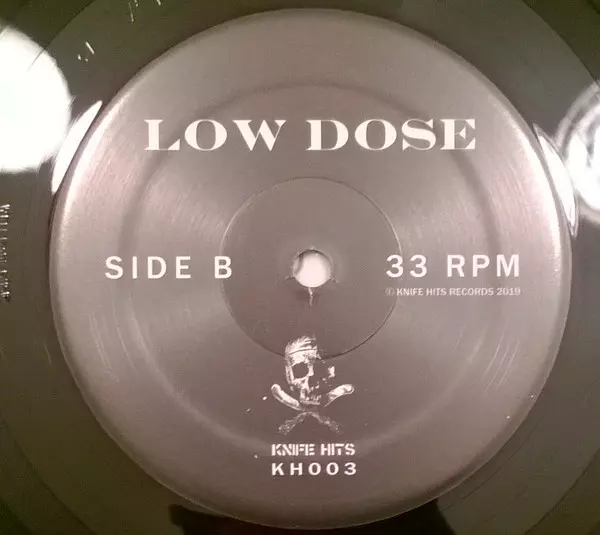 LOW DOSE
SIDE B
33 RPM
© KNIFE HITS RECORDS 2019
KNIFE HITS
KH003